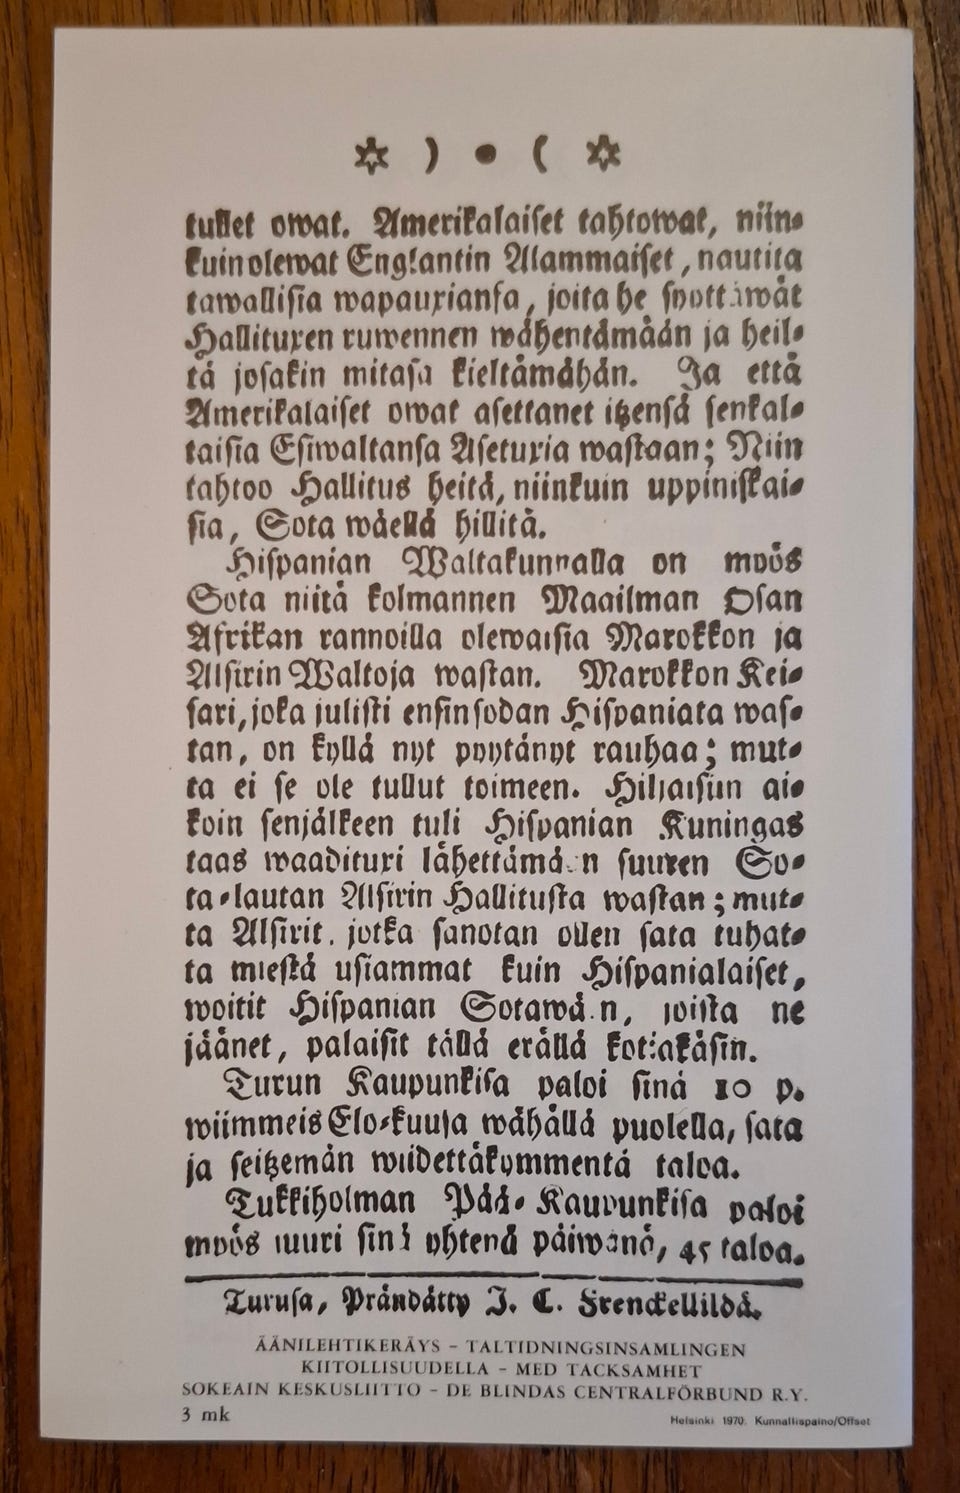 tullet owat. Amerikalaiset tahtowat, niin-
kuin olewat Englantin Alammaiset, nautita
tawallisia wapauxiansa, joita he
Hallituxen ruwennen wähendämään ja heil-
tä josakin mitasa kieltämähän. Ja että
Amerikalaiset owat asettanet itzensä senkal-
taisia Esiwaltansa Asetuxia wastaan; Niin
tahtoo Hallitus heitä, niinkuin uppiniskai-
sia, Sota wäellä hillitä.
Hispanian Waltakunnalla on myös
Sota niitä kolmannen Maailman Osan
Afrikan rannoilla olewaisia Marokkon ja
Alsirin Waltoja wastan. Marokkon Kei-
sari, joka julisti ensin sodan Hispaniata was-
tan, on kyllä nyt pyytänyt rauhaa; mut-
ta ei se ole tullut toimeen. Hiljaisiin ai-
koin senjälkeen tuli Hispanian Kuningas
taas waadituxi lähettämään suuren So-
ta-lautan Alsirin Hallitusta wastan; mut-
ta Alsirit, jotka sanotan ollen sata tuhat-
ta miestä usiammat kuin Hispanialaiset,
woitit Hispanian Sotawäen, joista ne
jäänet, palaisit tällä erällä kotiakäsin.
Turun Kaupunkisa paloi sinä 10 p.
wiimmeis Elo-kuusa wähällä puolella, sata
ja seitzemän wiidettäkymmentä taloa.
Tukkiholman Pää-Kaupunkisa paloi
myös juuri sinä yhtenä päiwänä, 45 taloa.
Turusa, Prändätty J. C. Frenckellildä.
ÄÄNILEHTIKERÄYS – TALTIDNINGSINSAMLINGEN
KIITOLLISUUDELLA – MED TACKSAMHET
SOKEAIN KESKUSLIITTO – DE BLINDAS CENTRALFÖRBUND R.Y.
3 mk Helsinki 1970. Kunnallispaino/Offset